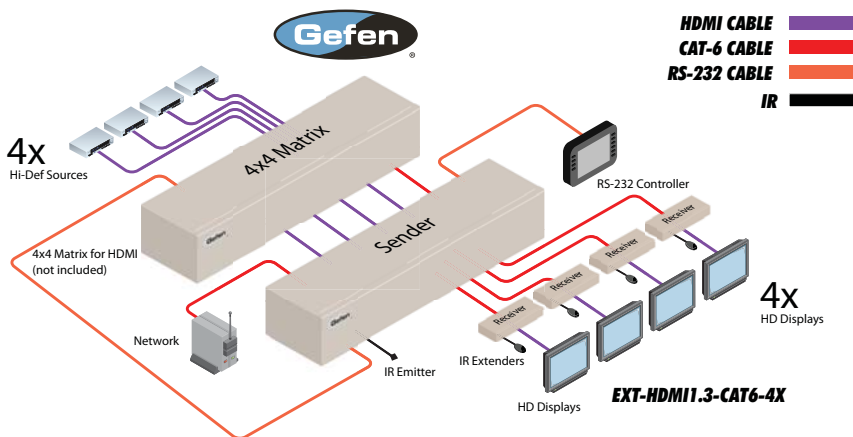 Gefen
®
HDMI CABLE
CAT-6 CABLE
RS-232 CABLE
IR
4x
Hi-Def Sources
4x4 Matrix
Gefen
4x4 Matrix for HDMI
(not included)
Sender
Gefen
RS-232 Controller
Receiver
Receiver
Receiver
Receiver
4x
HD Displays
Network
IR Emitter
IR Extenders
HD Displays
EXT-HDMI1.3-CAT6-4X